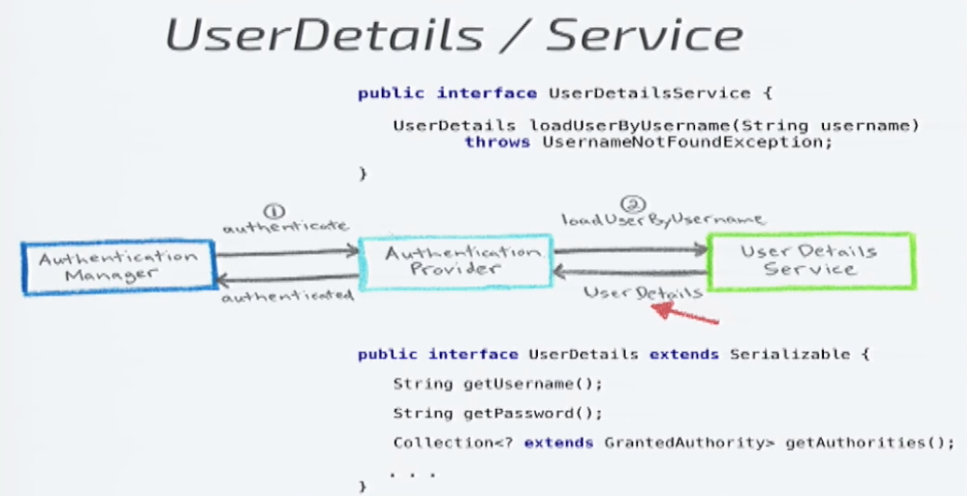 UserDetails / Service
public interface UserDetailsService {
UserDetails loadUserByUsername(String username)
throws UsernameNotFoundException;
}
①
authenticate
②
loadUserByUsername
Authentication
Manager
Authentication
Provider
User Details
Service
authenticated
UserDetails
public interface UserDetails extends Serializable {
String getUsername();
String getPassword();
Collection<? extends GrantedAuthority> getAuthorities();
. . .
}